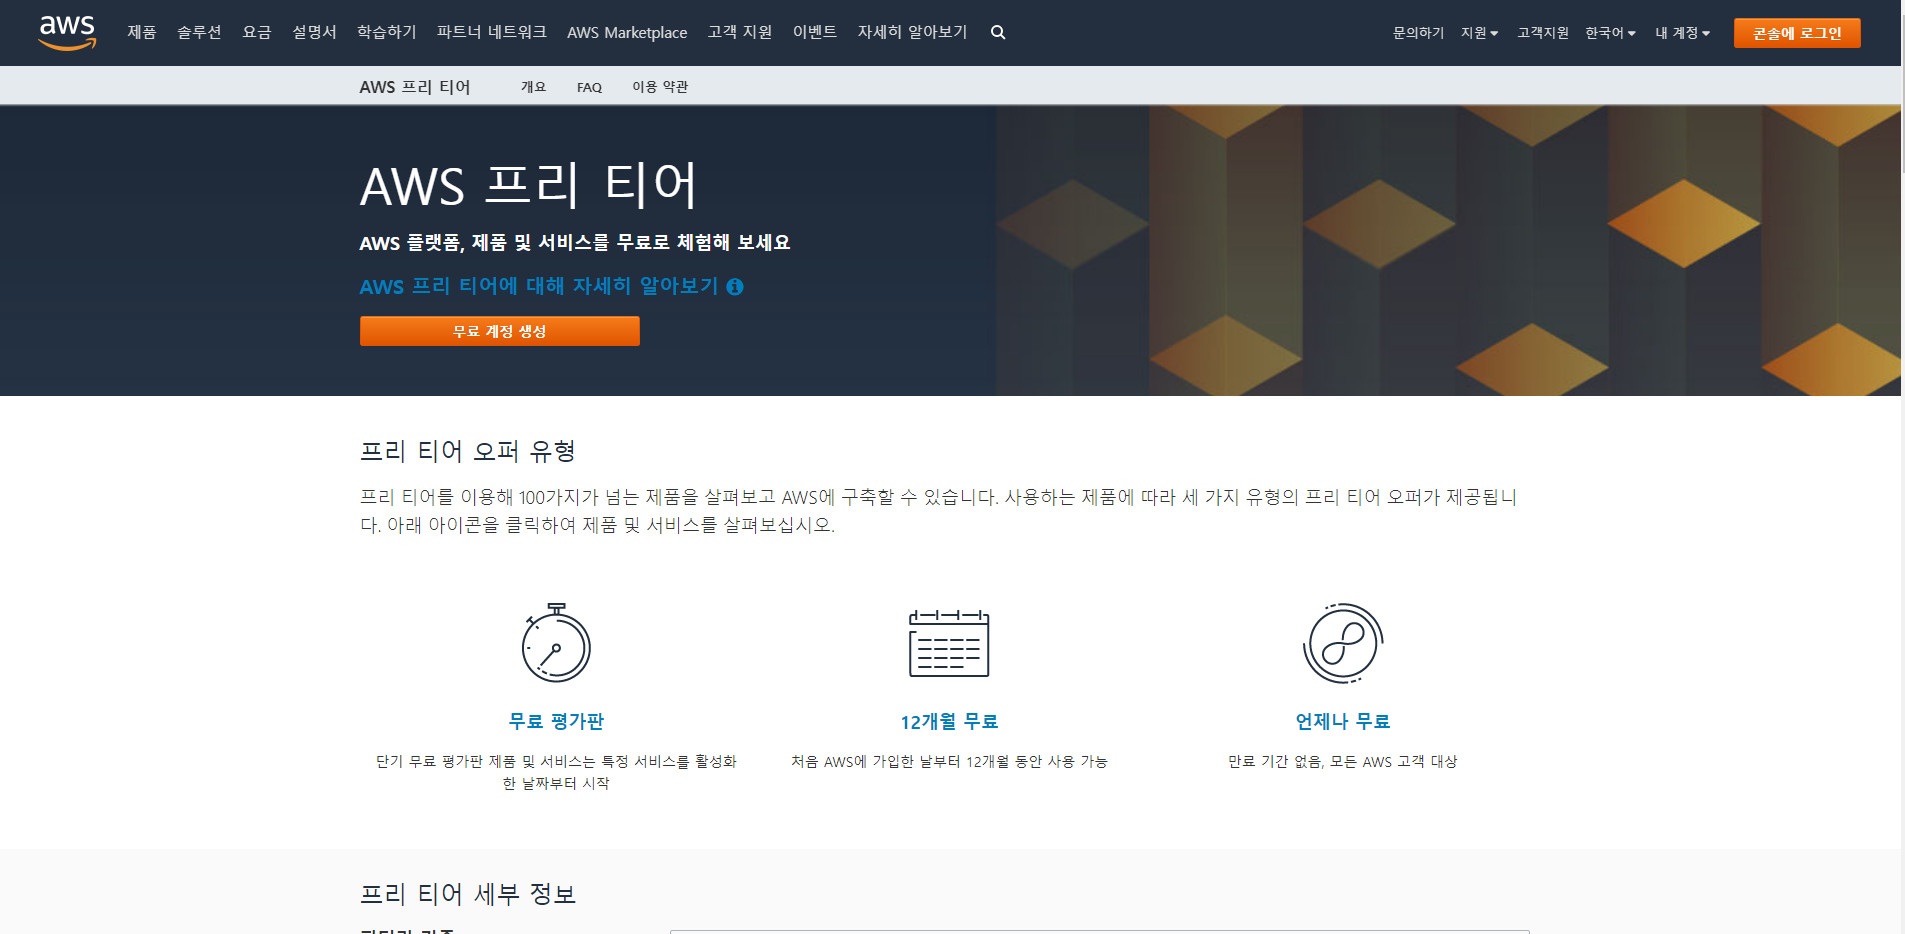 aws 제품 솔루션 요금 설명서 학습하기 파트너 네트워크 AWS Marketplace 고객 지원 이벤트 자세히 알아보기 문의하기 지원 고객지원 한국어 내 계정 콘솔에 로그인
AWS 프리 티어 개요 FAQ 이용 약관
AWS 프리 티어
AWS 플랫폼, 제품 및 서비스를 무료로 체험해 보세요
AWS 프리 티어에 대해 자세히 알아보기
무료 계정 생성
프리 티어 오퍼 유형
프리 티어를 이용해 100가지가 넘는 제품을 살펴보고 AWS에 구축할 수 있습니다. 사용하는 제품에 따라 세 가지 유형의 프리 티어 오퍼가 제공됩니
다. 아래 아이콘을 클릭하여 제품 및 서비스를 살펴보십시오.
무료 평가판
단기 무료 평가판 제품 및 서비스는 특정 서비스를 활성화
한 날짜부터 시작
12개월 무료
처음 AWS에 가입한 날부터 12개월 동안 사용 가능
언제나 무료
만료 기간 없음, 모든 AWS 고객 대상
프리 티어 세부 정보